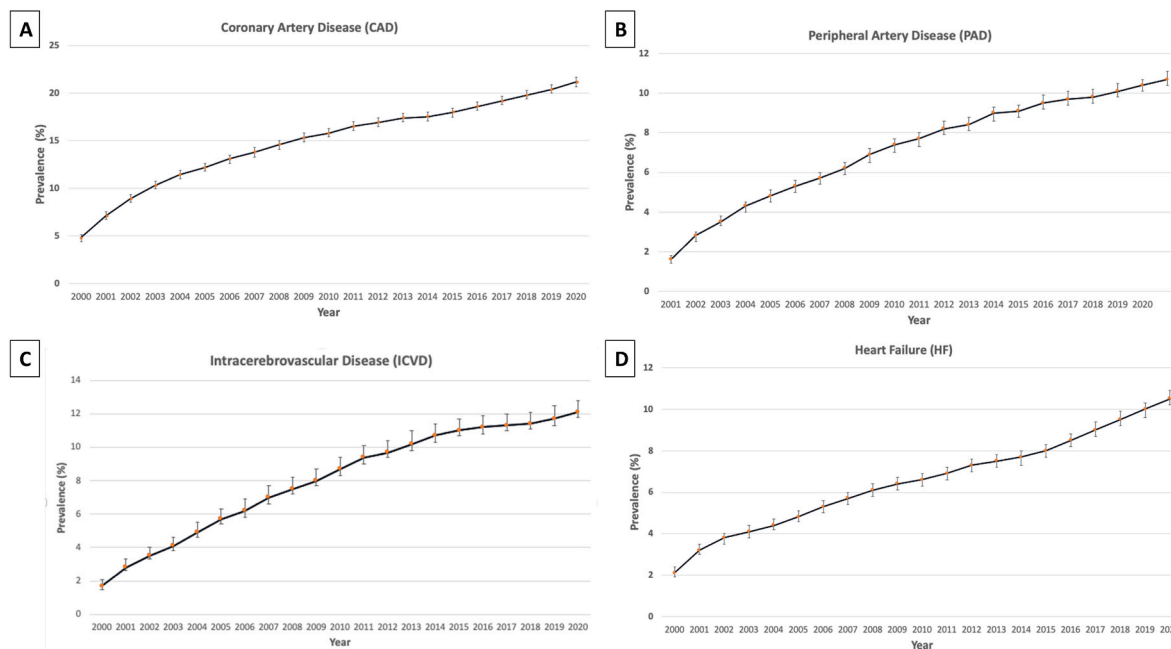 A
Coronary Artery Disease (CAD)
25
20
15
10
5
0
Prevalence (%)
2000 2001 2002 2003 2004 2005 2006 2007 2008 2009 2010 2011 2012 2013 2014 2015 2016 2017 2018 2019 2020
Year
B
Peripheral Artery Disease (PAD)
12
10
8
6
4
2
0
Prevalence (%)
2001 2002 2003 2004 2005 2006 2007 2008 2009 2010 2011 2012 2013 2014 2015 2016 2017 2018 2019 2020
Year
C
Intracerebrovascular Disease (ICVD)
14
12
10
8
6
4
2
0
Prevalence (%)
2000 2001 2002 2003 2004 2005 2006 2007 2008 2009 2010 2011 2012 2013 2014 2015 2016 2017 2018 2019 2020
Year
D
Heart Failure (HF)
12
10
8
6
4
2
0
Prevalence (%)
2000 2001 2002 2003 2004 2005 2006 2007 2008 2009 2010 2011 2012 2013 2014 2015 2016 2017 2018 2019
Year